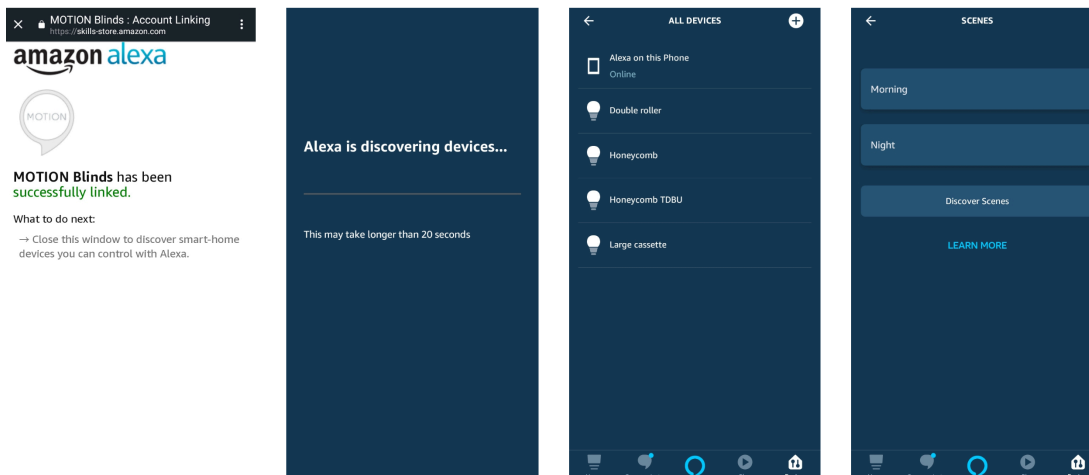 MOTION Blinds : Account Linking
https://skills-store.amazon.com
amazon alexa
MOTION
MOTION Blinds has been
successfully linked.
What to do next:
→ Close this window to discover smart-home
devices you can control with Alexa.
Alexa is discovering devices...
This may take longer than 20 seconds
ALL DEVICES
Alexa on this Phone
Online
Double roller
Honeycomb
Honeycomb TDBU
Large cassette
SCENES
Morning
Night
Discover Scenes
LEARN MORE